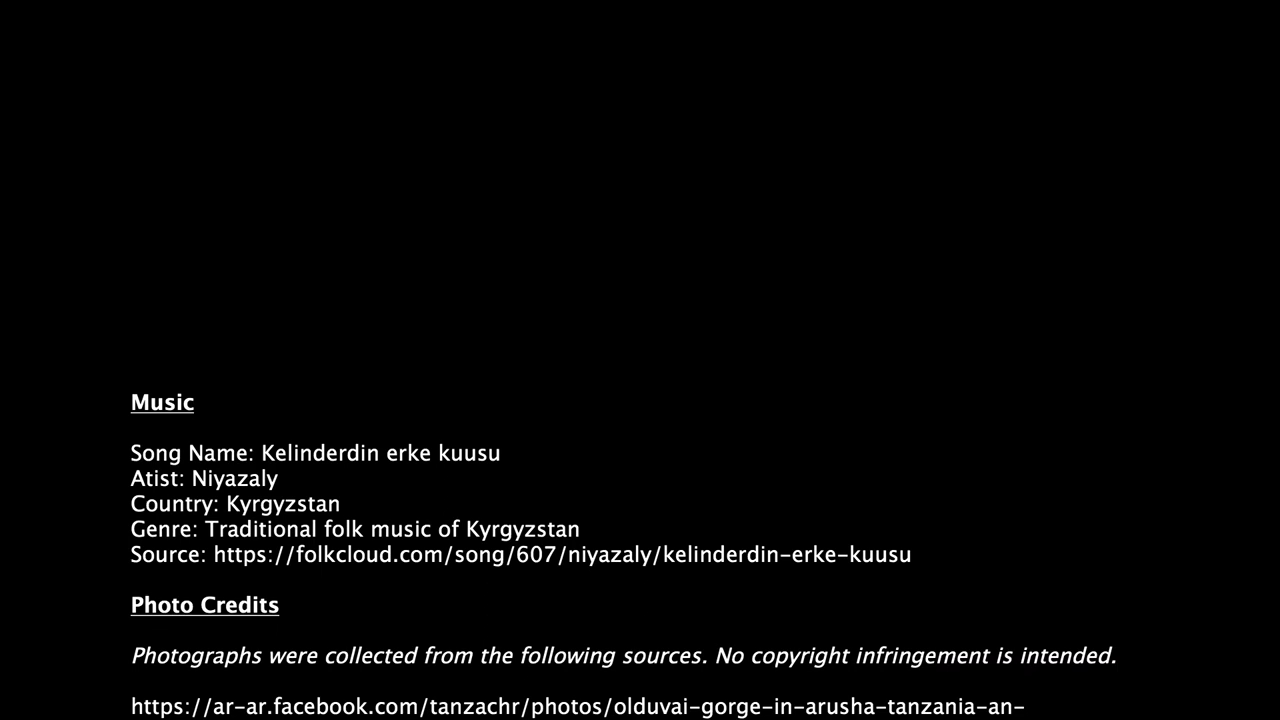 Music
Song Name: Kelinderdin erke kuusu
Atist: Niyazaly
Country: Kyrgyzstan
Genre: Traditional folk music of Kyrgyzstan
Source: https://folkcloud.com/song/607/niyazaly/kelinderdin-erke-kuusu
Photo Credits
Photographs were collected from the following sources. No copyright infringement is intended.
https://ar-ar.facebook.com/tanzachr/photos/olduvai-gorge-in-arusha-tanzania-an-